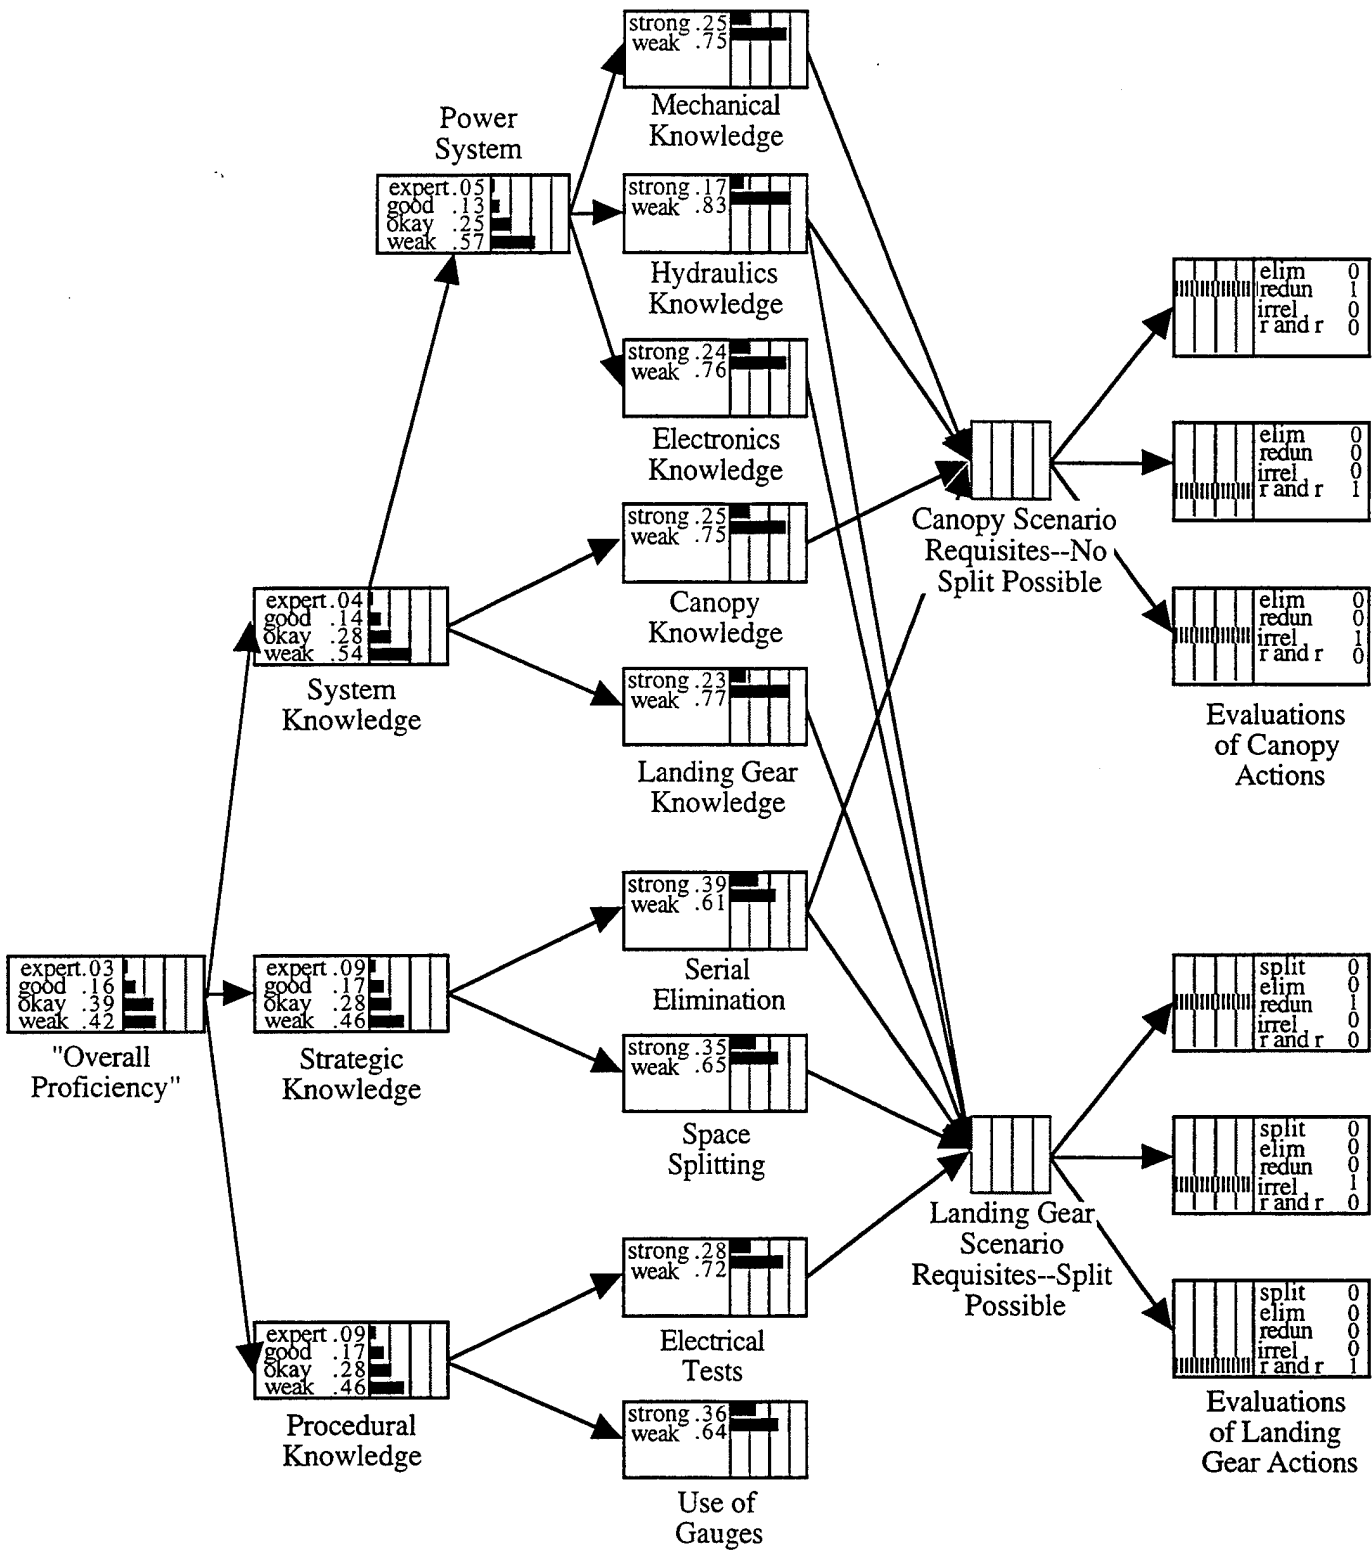 strong .25
weak .75
Mechanical
Knowledge
Power
System
expert .05
good .13
okay .25
weak .57
strong .17
weak .83
Hydraulics
Knowledge
strong .24
weak .76
Electronics
Knowledge
strong .25
weak .75
Canopy
Knowledge
expert .04
good .14
okay .28
weak .54
System
Knowledge
strong .23
weak .77
Landing Gear
Knowledge
strong .39
weak .61
Serial
Elimination
expert .03
good .16
okay .39
weak .42
"Overall
Proficiency"
expert .09
good .17
okay .28
weak .46
Strategic
Knowledge
strong .35
weak .65
Space
Splitting
strong .28
weak .72
Electrical
Tests
expert .09
good .17
okay .28
weak .46
Procedural
Knowledge
strong .36
weak .64
Use of
Gauges
Canopy Scenario
Requisites--No
Split Possible
Landing Gear
Scenario
Requisites--Split
Possible
elim 0
redun 1
irrel 0
r and r 0
elim 0
redun 0
irrel 0
r and r 1
elim 0
redun 0
irrel 1
r and r 0
Evaluations
of Canopy
Actions
split 0
elim 0
redun 1
irrel 0
r and r 0
split 0
elim 0
redun 0
irrel 1
r and r 0
split 0
elim 0
redun 0
irrel 0
r and r 1
Evaluations
of Landing
Gear Actions